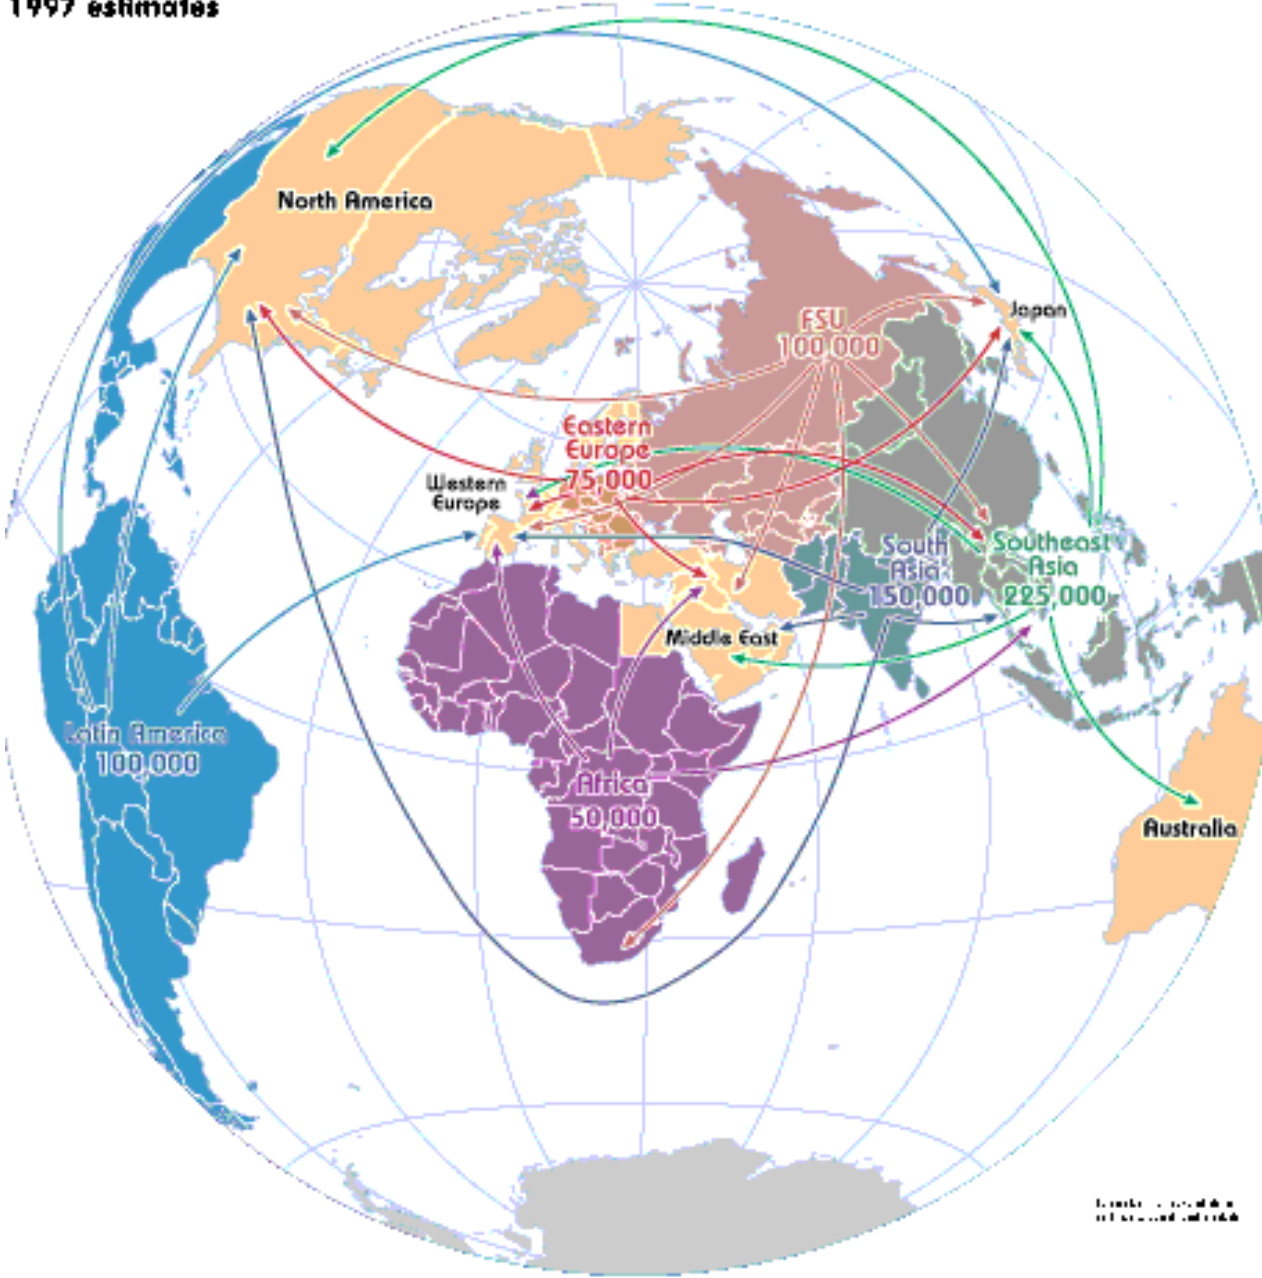 1997 estimates
North America
Japan
FSU
100 000
Eastern
Europe
75,000
Western
Europe
South
Asia
150,000
Southeast
Asia
225,000
Middle East
Latin America
100,000
Africa
50,000
Australia